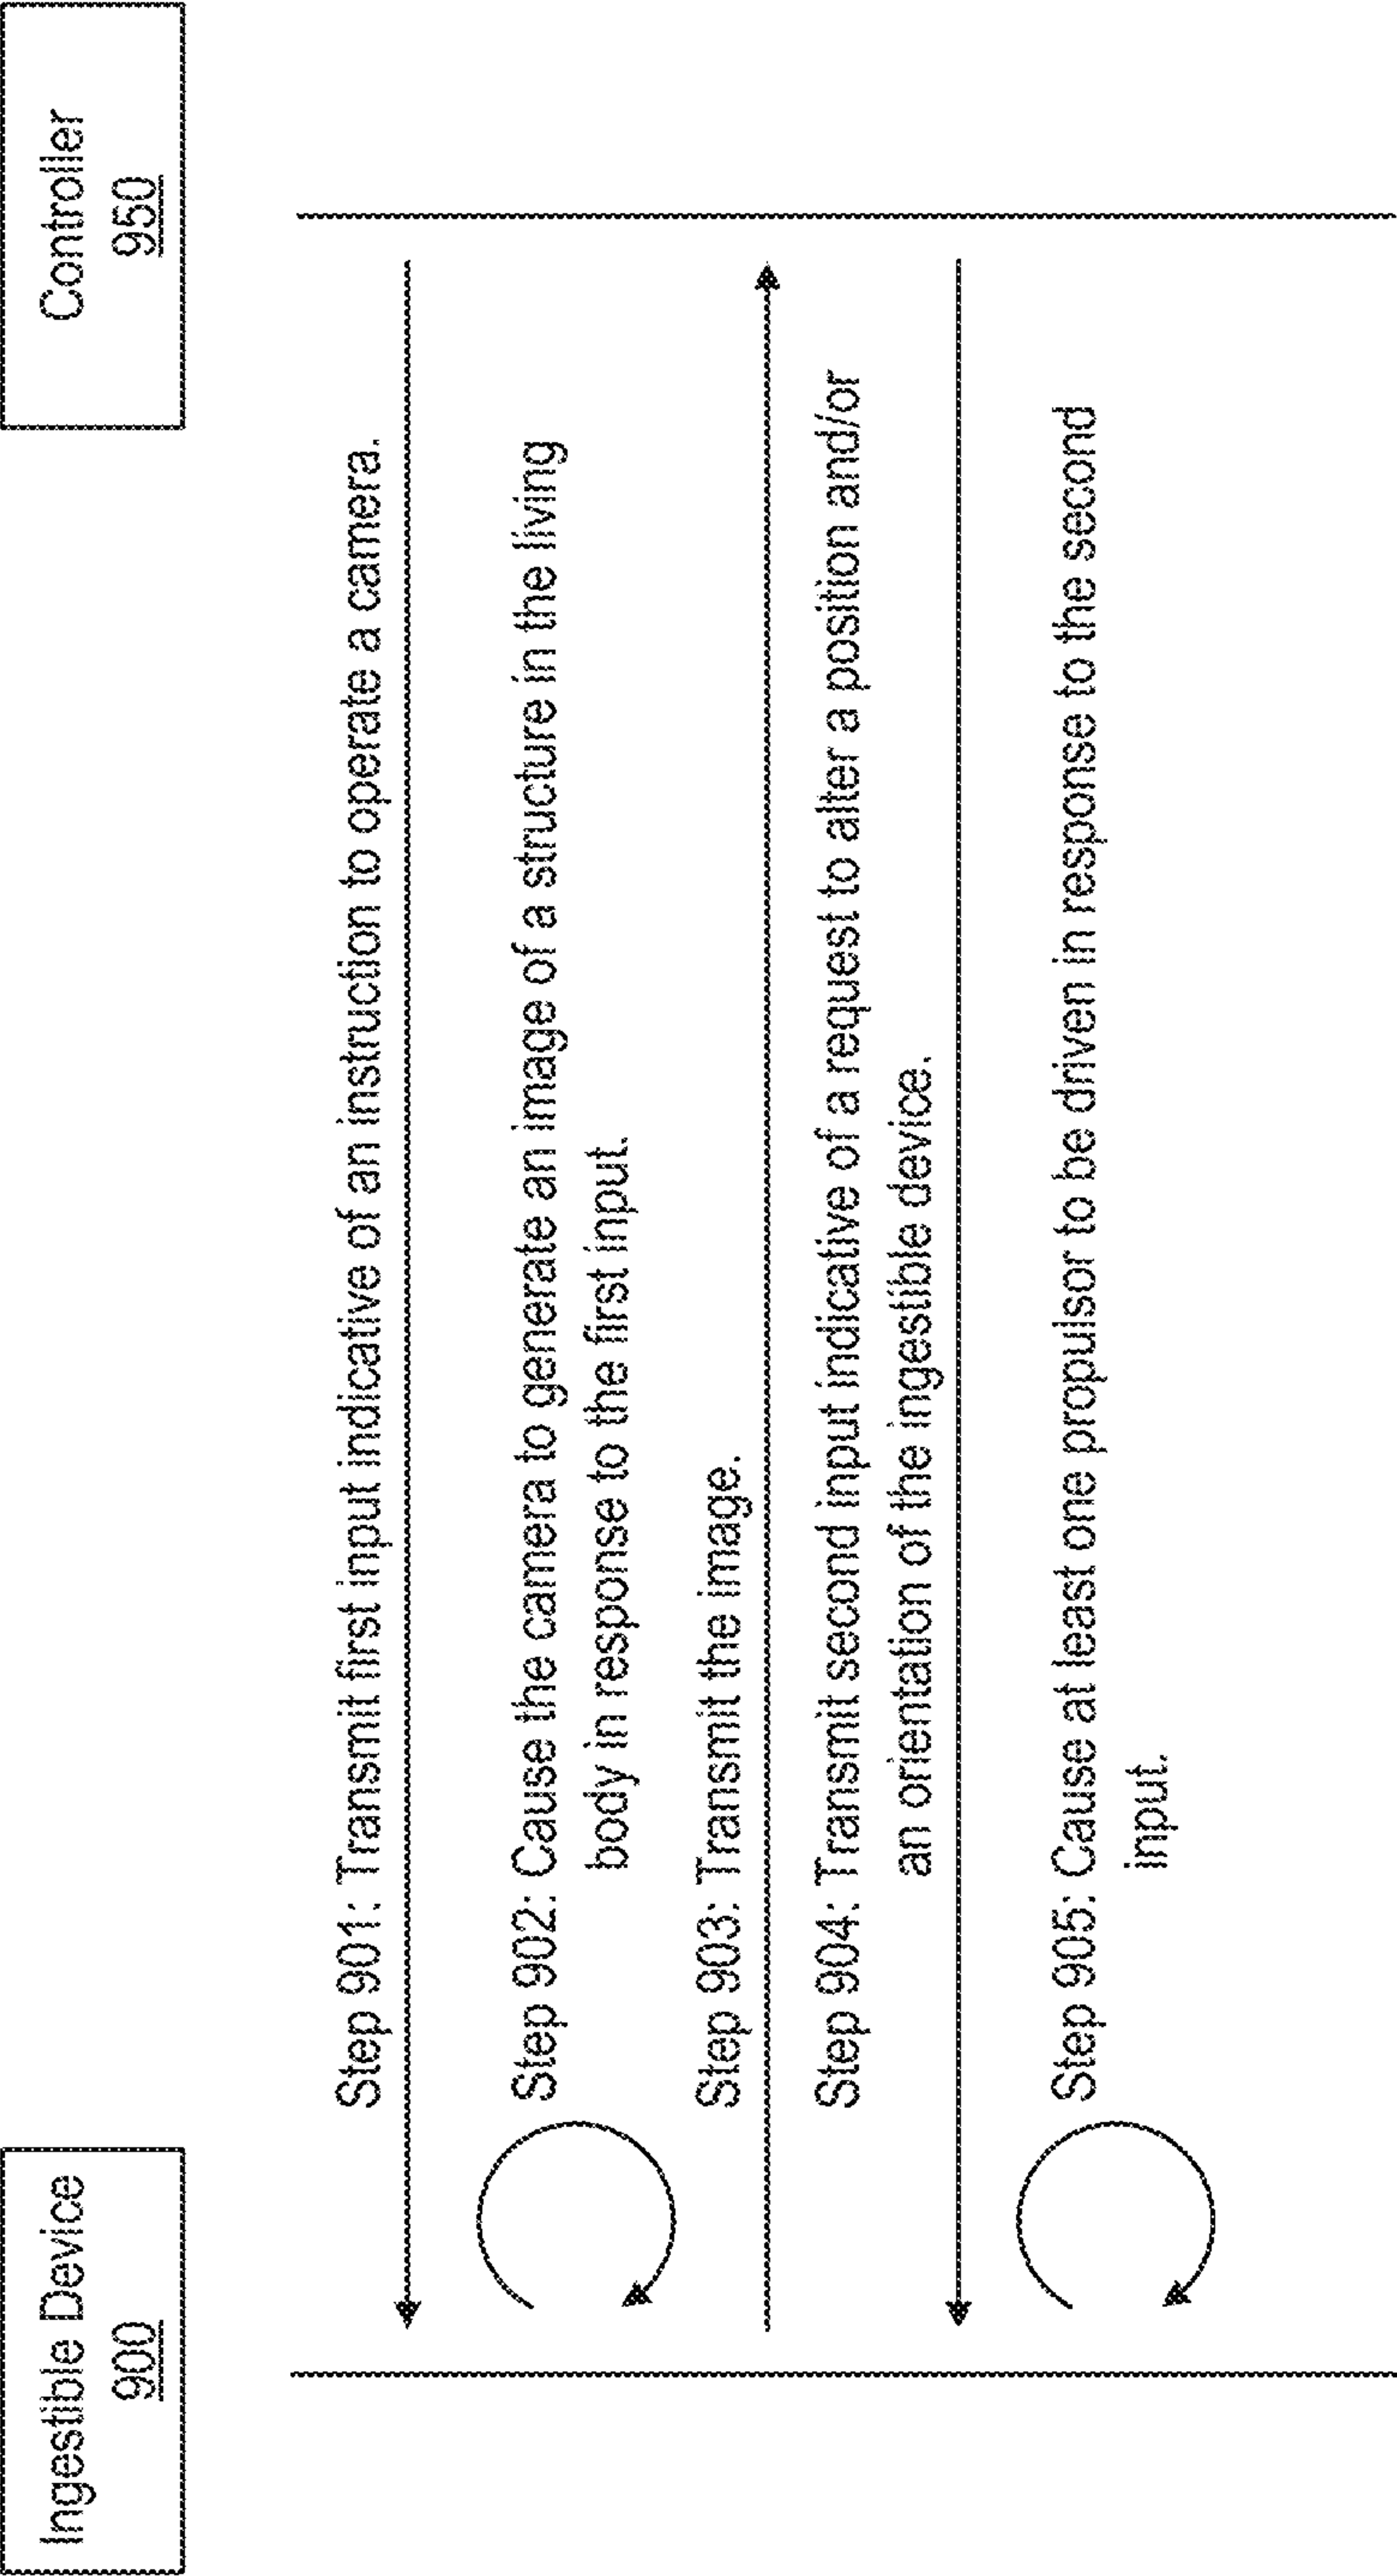 Ingestible Device
900
Controller
950
Step 901: Transmit first input indicative of an instruction to operate a camera.
Step 902: Cause the camera to generate an image of a structure in the living
body in response to the first input.
Step 903: Transmit the image.
Step 904: Transmit second input indicative of a request to alter a position and/or
an orientation of the ingestible device.
Step 905: Cause at least one propulsor to be driven in response to the second
input.